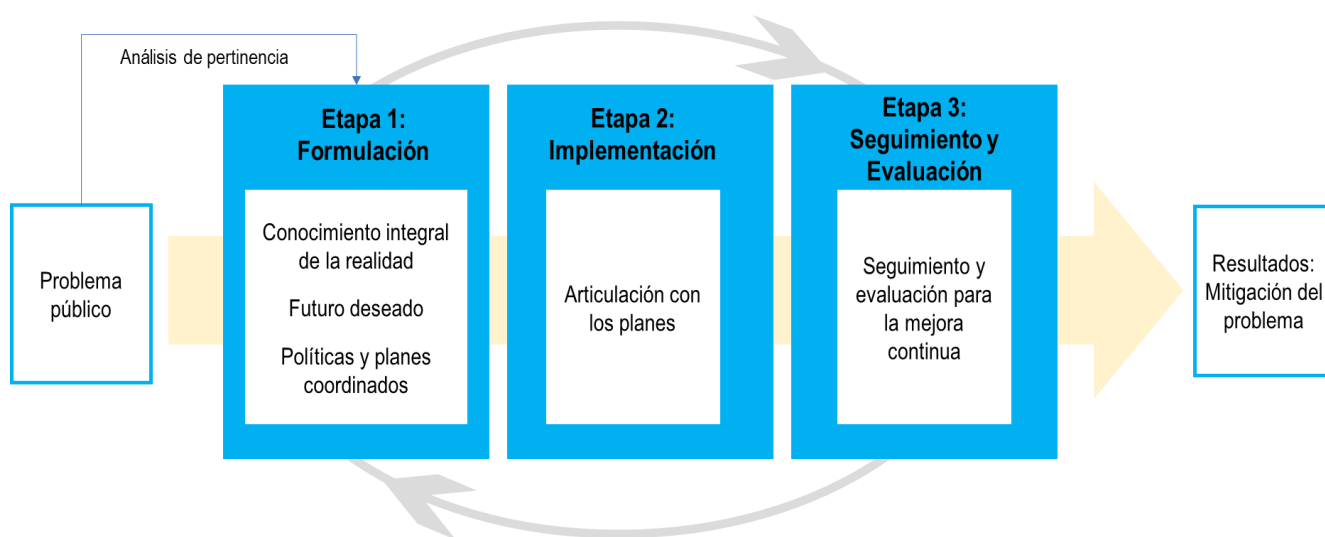 Análisis de pertinencia
Problema
público
Etapa 1:
Formulación
Conocimiento integral
de la realidad
Futuro deseado
Políticas y planes
coordinados
Etapa 2:
Implementación
Articulación con
los planes
Etapa 3:
Seguimiento y
Evaluación
Seguimiento y
evaluación para
la mejora
continua
Resultados:
Mitigación del
problema